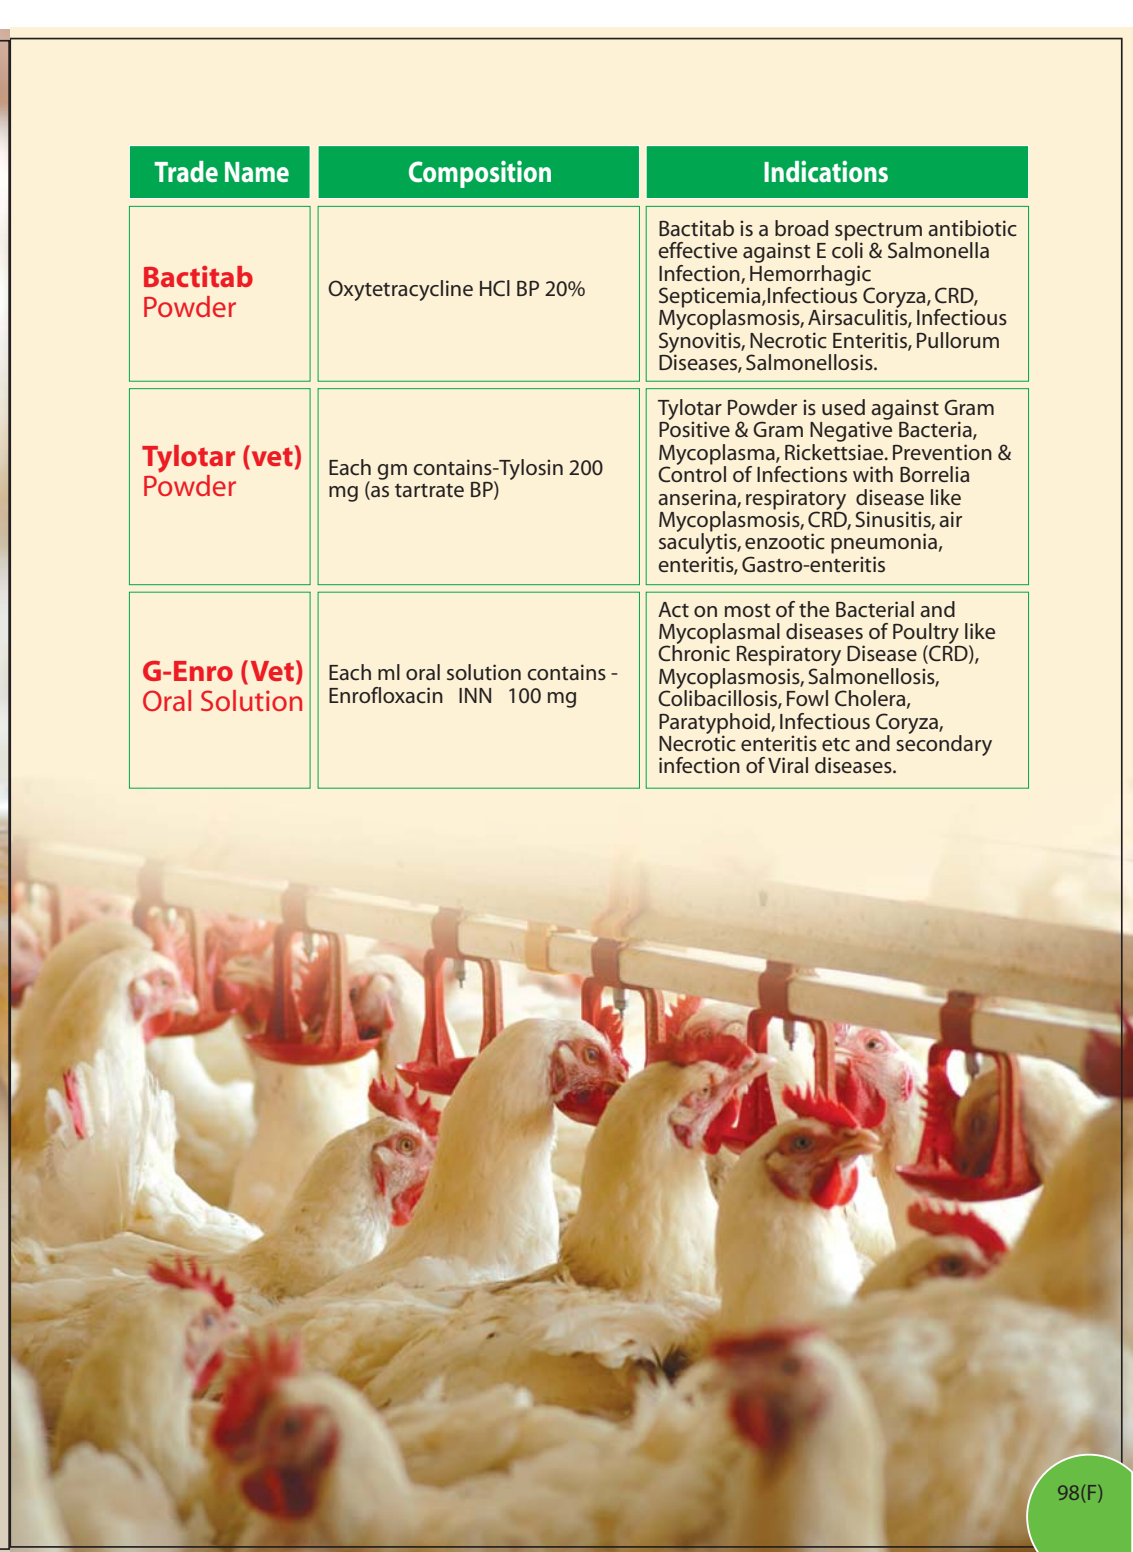 Trade Name
Composition
Indications
Bactitab
Powder
Oxytetracycline HCl BP 20%
Bactitab is a broad spectrum antibiotic
effective against E coli & Salmonella
Infection, Hemorrhagic
Septicemia,Infectious Coryza, CRD,
Mycoplasmosis, Airsaculitis, Infectious
Synovitis, Necrotic Enteritis, Pullorum
Diseases, Salmonellosis.
Tylotar (vet)
Powder
Each gm contains-Tylosin 200
mg (as tartrate BP)
Tylotar Powder is used against Gram
Positive & Gram Negative Bacteria,
Mycoplasma, Rickettsiae. Prevention &
Control of Infections with Borrelia
anserina, respiratory disease like
Mycoplasmosis, CRD, Sinusitis, air
saculytis, enzootic pneumonia,
enteritis, Gastro-enteritis
G-Enro (Vet)
Oral Solution
Each ml oral solution contains -
Enrofloxacin INN 100 mg
Act on most of the Bacterial and
Mycoplasmal diseases of Poultry like
Chronic Respiratory Disease (CRD),
Mycoplasmosis, Salmonellosis,
Colibacillosis, Fowl Cholera,
Paratyphoid, Infectious Coryza,
Necrotic enteritis etc and secondary
infection of Viral diseases.
98(F)